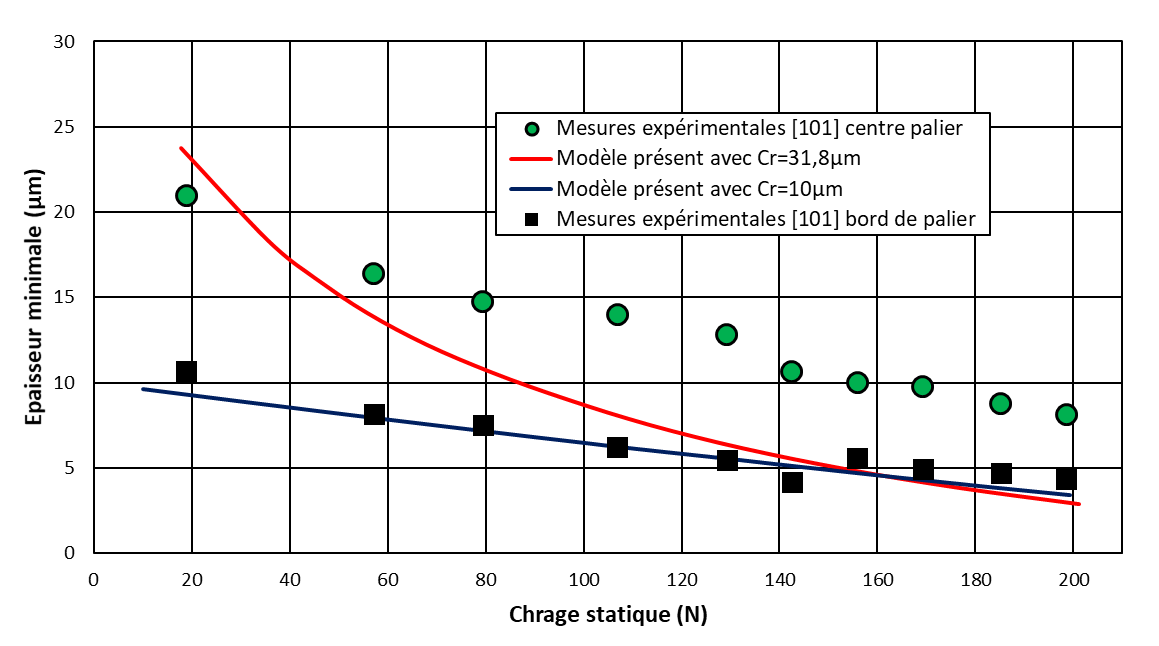 30
25
20
15
10
5
0
Epaisseur minimale (μm)
Mesures expérimentales [101] centre palier
Modèle présent avec Cr=31,8μm
Modèle présent avec Cr=10μm
Mesures expérimentales [101] bord de palier
0 20 40 60 80 100 120 140 160 180 200
Chrage statique (N)